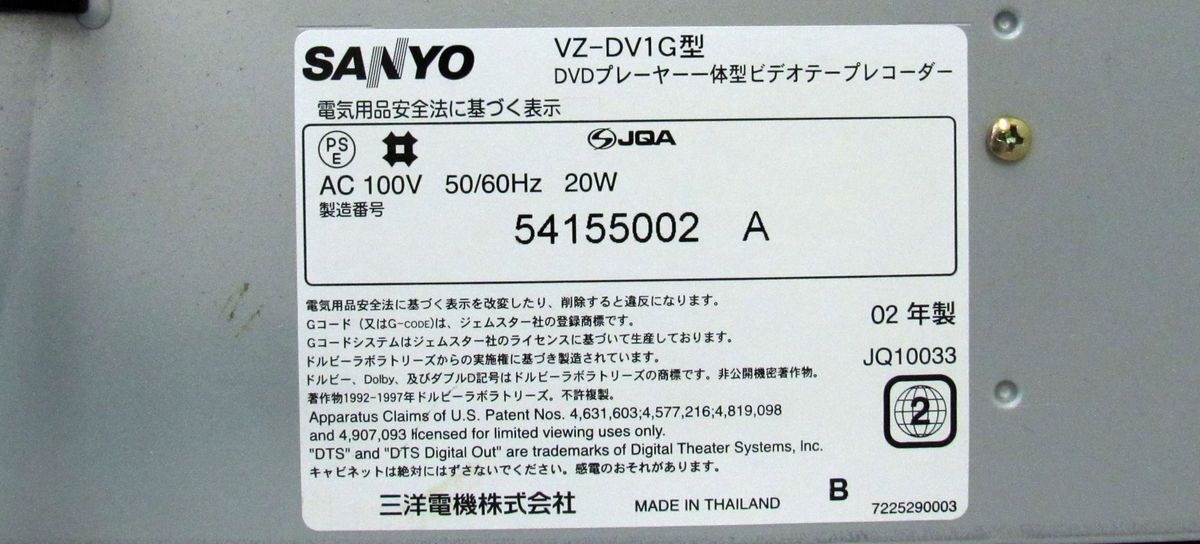 SANYO
VZ-DV1G型
DVDプレーヤー一体型ビデオテープレコーダー
電気用品安全法に基づく表示
PS
E
JQA
AC 100V 50/60Hz 20W
製造番号
54155002 A
電気用品安全法に基づく表示を改変したり、削除すると違反になります。
Gコード（又はG-CODE)は、ジェムスター社の登録商標です。
Gコードシステムはジェムスター社のライセンスに基づいて生産しております。
ドルビーラボラトリーズからの実施権に基づき製造されています。
ドルビー、Dolby、及びダブルD記号はドルビーラボラトリーズの商標です。非公開機密著作物。
著作物1992-1997年ドルビーラボラトリーズ。不許複製。
Apparatus Claims of U.S. Patent Nos. 4,631,603;4,577,216;4,819,098
and 4,907,093 licensed for limited viewing uses only.
"DTS" and "DTS Digital Out" are trademarks of Digital Theater Systems, Inc.
キャビネットは絶対にはずさないでください。感電のおそれがあります。
02 年製
JQ10033
2
三洋電機株式会社
MADE IN THAILAND
B
7225290003